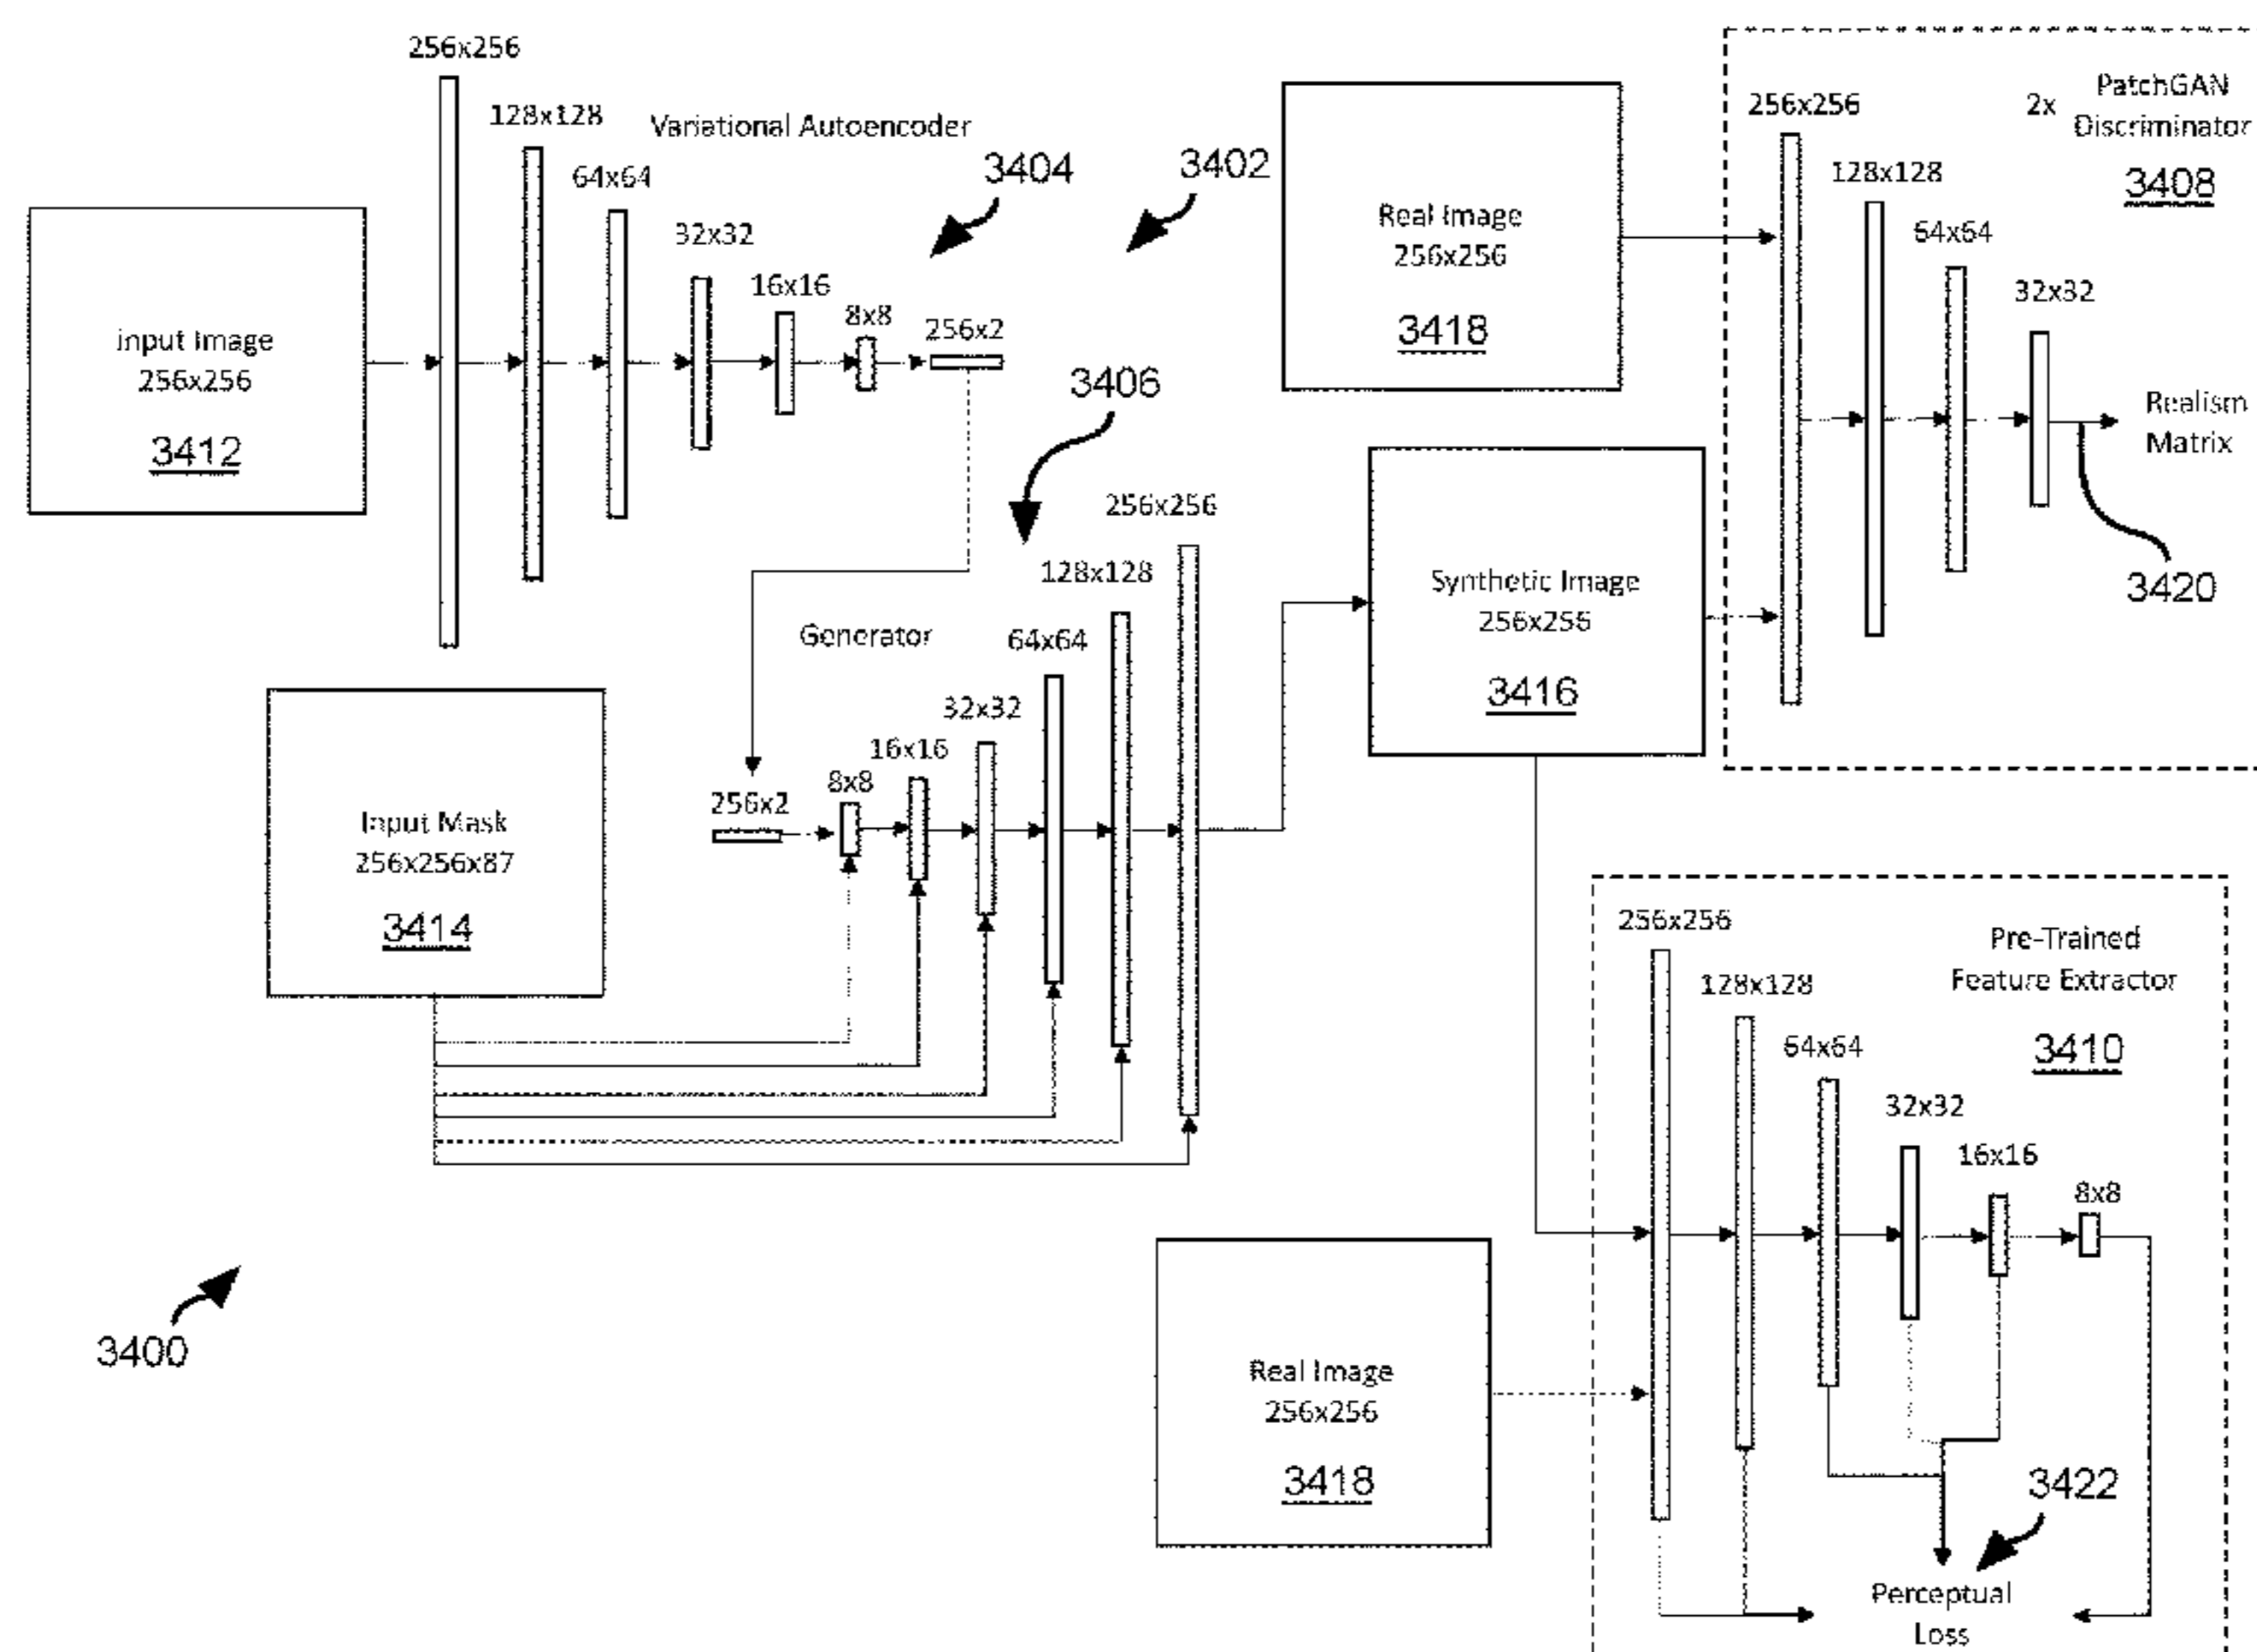 256x256
128x128
Variational Autoencoder
64x64
3404
3402
32x32
16x16
8x8
256x2
Input Image
256x256
3412
3406
Real Image
256x256
3418
256x256
2x
PatchGAN
Discriminator
3408
128x128
64x64
32x32
Realism
Matrix
3420
256x256
128x128
Generator
64x64
32x32
16x16
8x8
256x2
Synthetic Image
256x256
3416
Input Mask
256x256x87
3414
256x256
Pre-Trained
Feature Extractor
3410
128x128
64x64
32x32
16x16
8x8
3400
Real Image
256x256
3418
3422
Perceptual
Loss